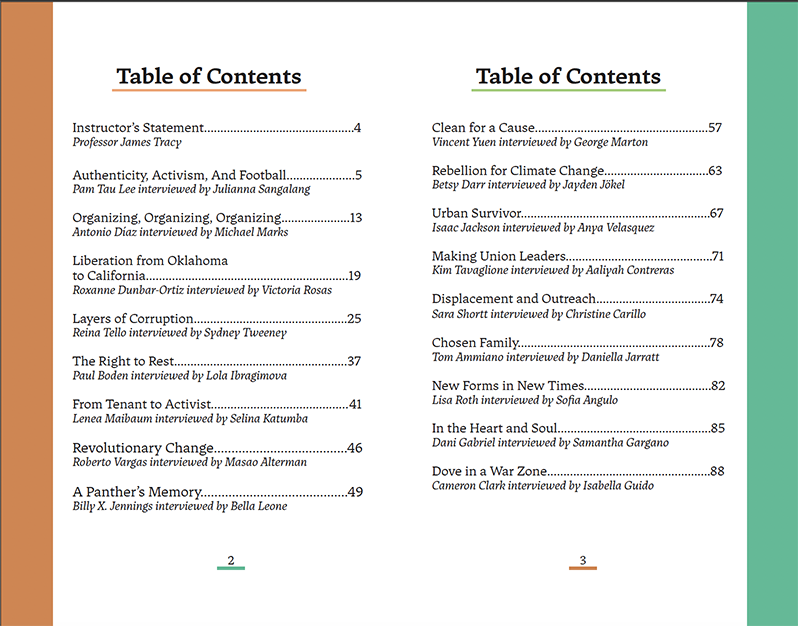 Table of Contents
Instructor's Statement..............................................4
Professor James Tracy
Authenticity, Activism, And Football.....................5
Pam Tau Lee interviewed by Julianna Sangalang
Organizing, Organizing, Organizing.....................13
Antonio Díaz interviewed by Michael Marks
Liberation from Oklahoma
to California..............................................................19
Roxanne Dunbar-Ortiz interviewed by Victoria Rosas
Layers of Corruption...............................................25
Reina Tello interviewed by Sydney Tweeney
The Right to Rest.....................................................37
Paul Boden interviewed by Lola Ibragimova
From Tenant to Activist..........................................41
Lenea Maibaum interviewed by Selina Katumba
Revolutionary Change.........................................46
Roberto Vargas interviewed by Masao Alterman
A Panther's Memory.............................................49
Billy X. Jennings interviewed by Bella Leone
2
Table of Contents
Clean for a Cause.....................................................57
Vincent Yuen interviewed by George Marton
Rebellion for Climate Change................................63
Betsy Darr interviewed by Jayden Jökel
Urban Survivor.........................................................67
Isaac Jackson interviewed by Anya Velasquez
Making Union Leaders.............................................71
Kim Tavaglione interviewed by Aaliyah Contreras
Displacement and Outreach...................................74
Sara Shortt interviewed by Christine Carillo
Chosen Family..........................................................78
Tom Ammiano interviewed by Daniella Jarratt
New Forms in New Times.......................................82
Lisa Roth interviewed by Sofia Angulo
In the Heart and Soul...............................................85
Dani Gabriel interviewed by Samantha Gargano
Dove in a War Zone..................................................88
Cameron Clark interviewed by Isabella Guido
3